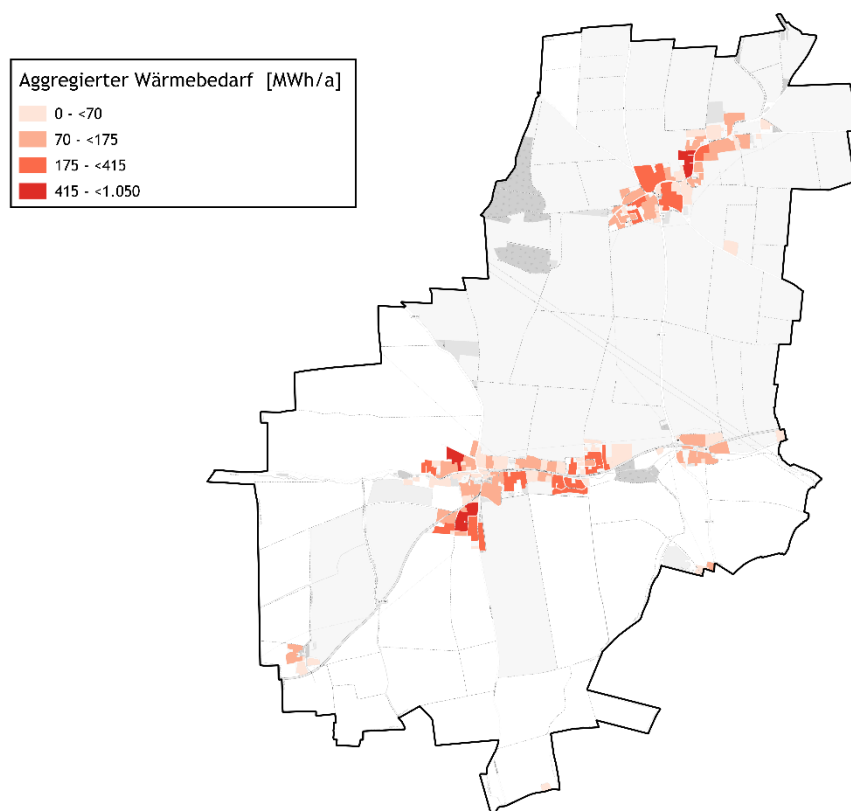 Aggregierter Wärmebedarf [MWh/a]
0 - <70
70 - <175
175 - <415
415 - <1.050